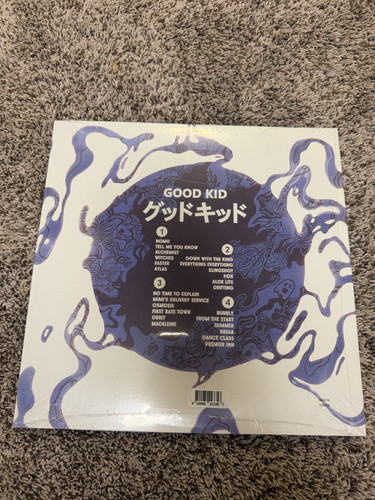 GOOD KID
グッドキッド
1
NOMU
TELL ME YOU KNOW
ALCHEMIST
WITCHES
FASTER
ATLAS
2
DOWN WITH THE KING
EVERYTHING EVERYTHING
SLINGSHOT
FOX
ALOE LITE
DRIFTING
3
NO TIME TO EXPLAIN
MIMI'S DELIVERY SERVICE
OSMOSIS
FIRST RATE TOWN
ORBIT
MADELEINE
4
BUBBLY
FROM THE START
SUMMER
BREAK
DANCE CLASS
PREMIER INN